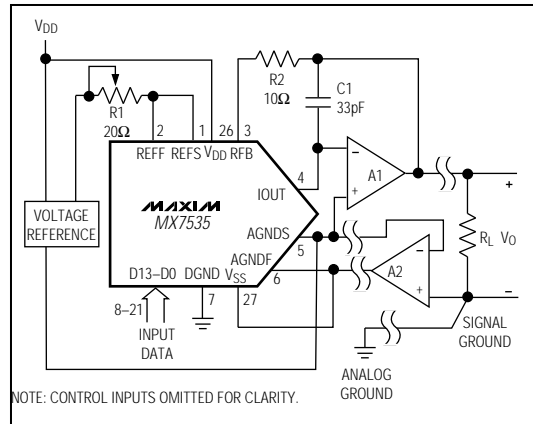 VDD
R1
20Ω
R2
10Ω
C1
33pF
2 1 26 3
REFF REFS VDD RFB
4
IOUT
A1
+
VOLTAGE
REFERENCE
MAXIM
MX7535
AGNDS
5
AGNDF
6
A2
RL VO
D13–D0 DGND VSS
8–21
7
27
INPUT
DATA
SIGNAL
GROUND
ANALOG
GROUND
NOTE: CONTROL INPUTS OMITTED FOR CLARITY.